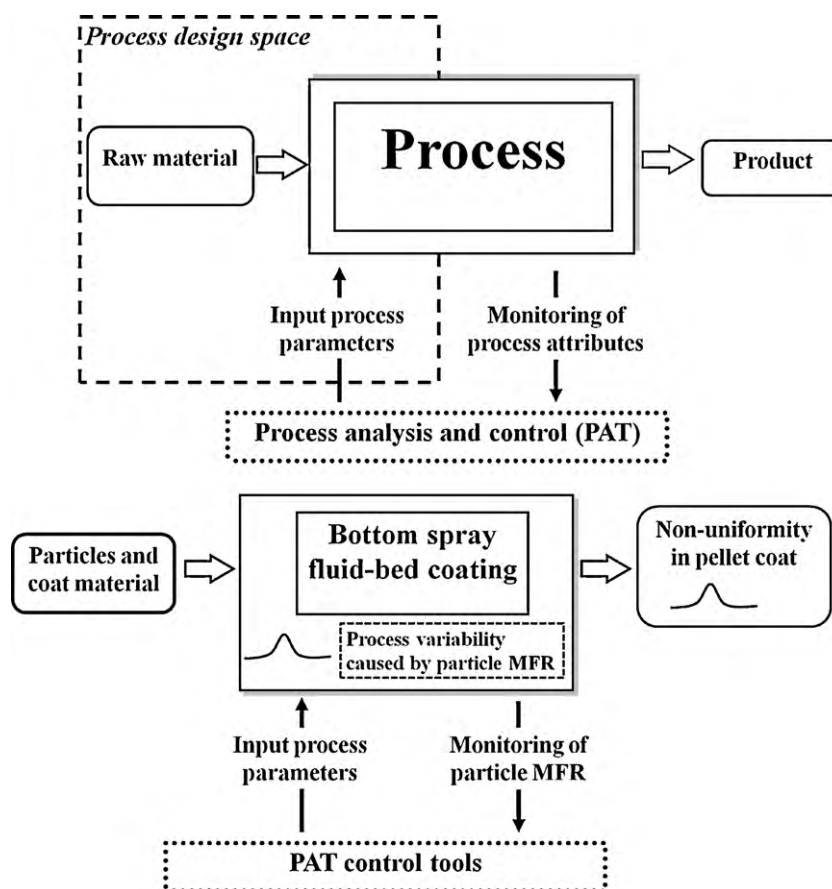 Process design space
Raw material
Process
Product
Input process
parameters
Monitoring of
process attributes
Process analysis and control (PAT)
Particles and
coat material
Bottom spray
fluid-bed coating
Process variability
caused by particle MFR
Non-uniformity
in pellet coat
Input process
parameters
Monitoring of
particle MFR
PAT control tools